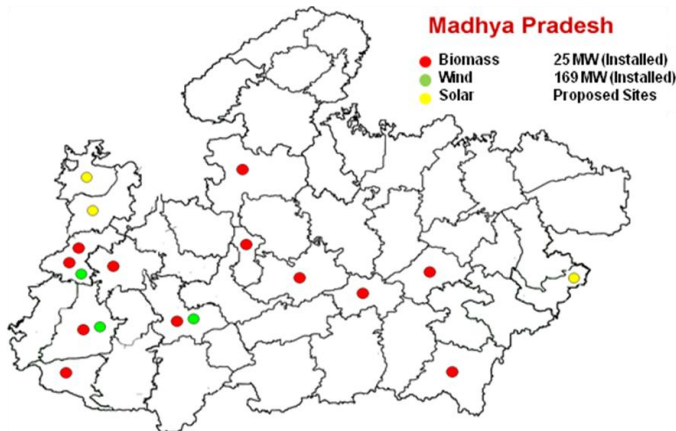 Madhya Pradesh
Biomass 25 MW (Installed)
Wind 169 MW (Installed)
Solar Proposed Sites